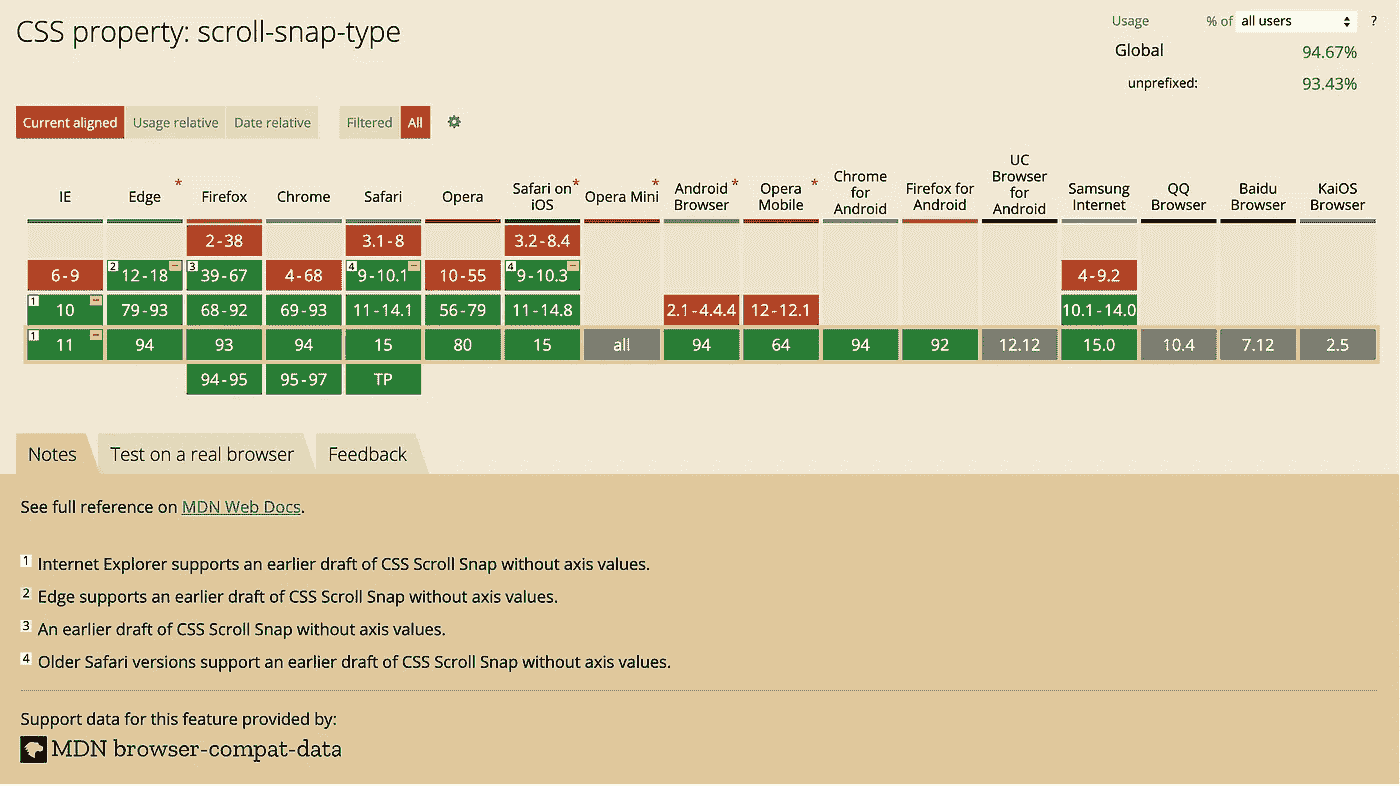 CSS property: scroll-snap-type
Usage % of all users ?
Global 94.67%
unprefixed: 93.43%
Current aligned Usage relative Date relative Filtered All
IE Edge * Firefox Chrome Safari Opera Safari on iOS * Opera Mini * Android Browser * Opera Mobile * Chrome for Android Firefox for Android UC Browser for Android Samsung Internet QQ Browser Baidu Browser KaiOS Browser
2-38 3.1-8 3.2-8.4
6-9 2 12-18 3 39-67 4-68 4 9-10.1 10-55 4 9-10.3 4-9.2
1 10 79-93 68-92 69-93 11-14.1 56-79 11-14.8 2.1-4.4.4 12-12.1 10.1-14.0
1 11 94 93 94 15 80 15 all 94 64 94 92 12.12 15.0 10.4 7.12 2.5
94-95 95-97 TP
Notes Test on a real browser Feedback
See full reference on MDN Web Docs.
1 Internet Explorer supports an earlier draft of CSS Scroll Snap without axis values.
2 Edge supports an earlier draft of CSS Scroll Snap without axis values.
3 An earlier draft of CSS Scroll Snap without axis values.
4 Older Safari versions support an earlier draft of CSS Scroll Snap without axis values.
Support data for this feature provided by:
MDN browser-compat-data